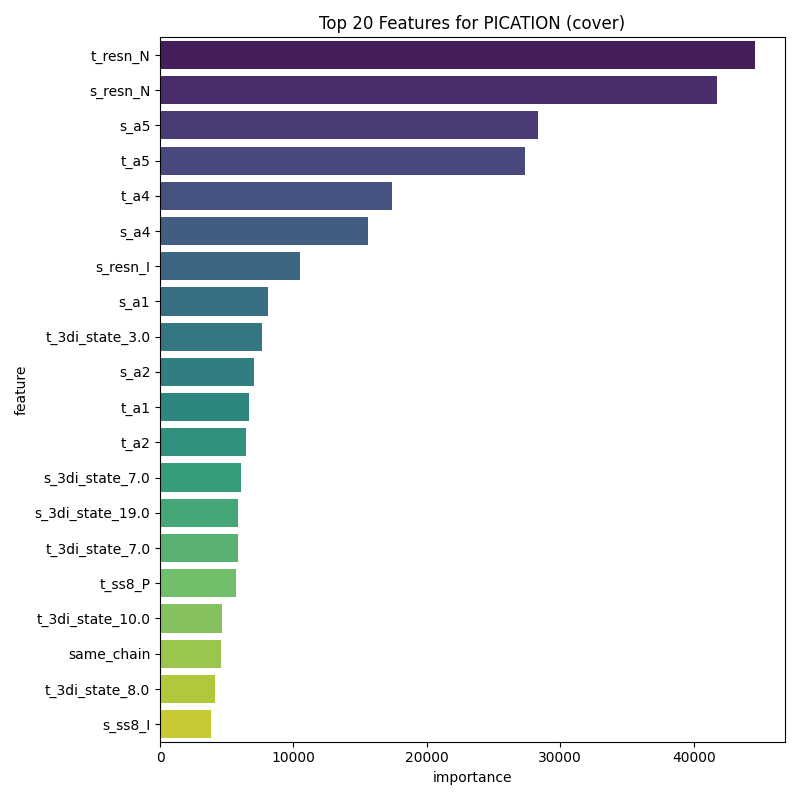 Top 20 Features for PICATION (cover)
t_resn_N
s_resn_N
s_a5
t_a5
t_a4
s_a4
s_resn_I
s_a1
t_3di_state_3.0
s_a2
t_a1
t_a2
s_3di_state_7.0
s_3di_state_19.0
t_3di_state_7.0
t_ss8_P
t_3di_state_10.0
same_chain
t_3di_state_8.0
s_ss8_I
feature
0 10000 20000 30000 40000
importance